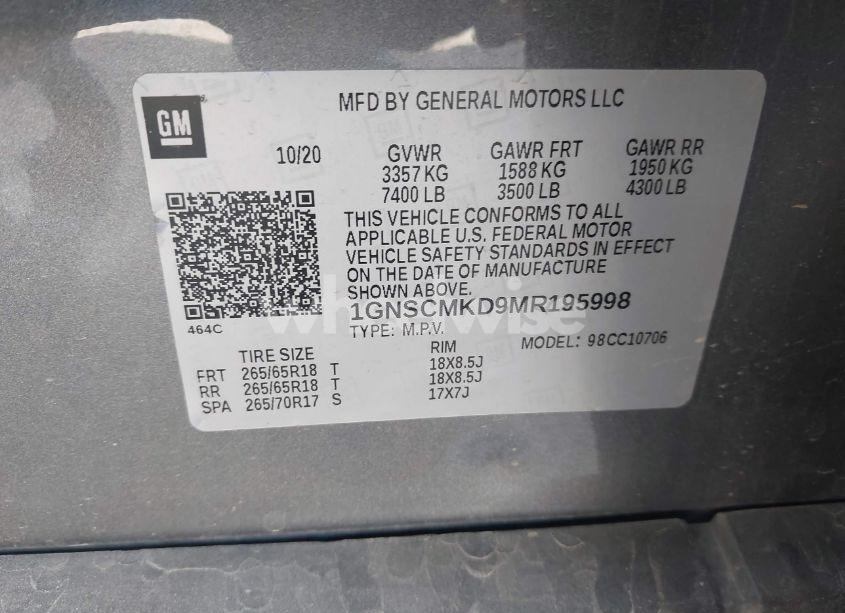 GM
MFD BY GENERAL MOTORS LLC
10/20
GVWR GAWR FRT GAWR RR
3357 KG 1588 KG 1950 KG
7400 LB 3500 LB 4300 LB
THIS VEHICLE CONFORMS TO ALL
APPLICABLE U.S. FEDERAL MOTOR
VEHICLE SAFETY STANDARDS IN EFFECT
ON THE DATE OF MANUFACTURE
SHOWN ABOVE.
1GNSCMKD9MR195998
464C
TYPE: M.P.V. MODEL: 98CC10706
TIRE SIZE RIM
FRT 265/65R18 T 18X8.5J
RR 265/65R18 T 18X8.5J
SPA 265/70R17 S 17X7J